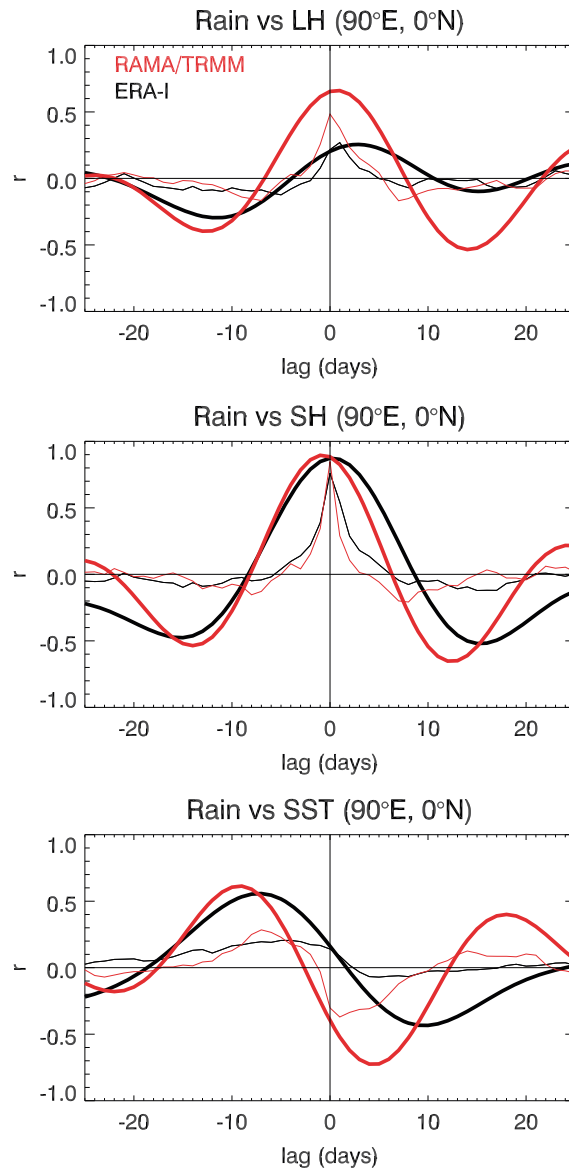 Rain vs LH (90°E, 0°N)
RAMA/TRMM
ERA-I
1.0
0.5
0.0
-0.5
-1.0
r
-20 -10 0 10 20
lag (days)
Rain vs SH (90°E, 0°N)
1.0
0.5
0.0
-0.5
-1.0
r
-20 -10 0 10 20
lag (days)
Rain vs SST (90°E, 0°N)
1.0
0.5
0.0
-0.5
-1.0
r
-20 -10 0 10 20
lag (days)